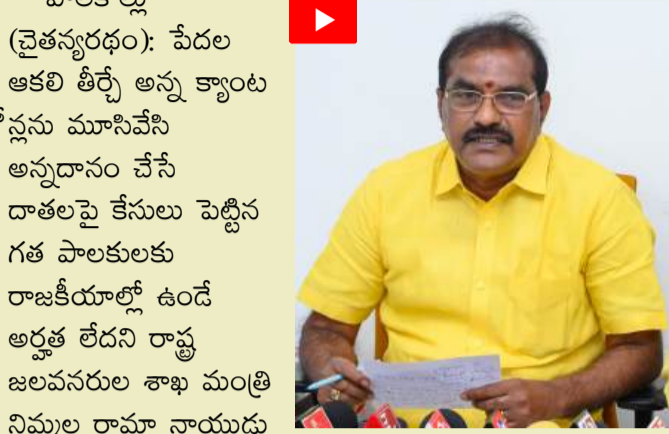 (చైతన్యరథం): పేదల
ఆకలి తీర్చే అన్న క్యాంట
న్లను మూసివేసి
అన్నదానం చేసే
దాతలపై కేసులు పెట్టిన
గత పాలకులకు
రాజకీయాల్లో ఉండే
అర్హత లేదని రాష్ట్ర
జలవనరుల శాఖ మంత్రి
నిమ్మల రామా నాయుడు